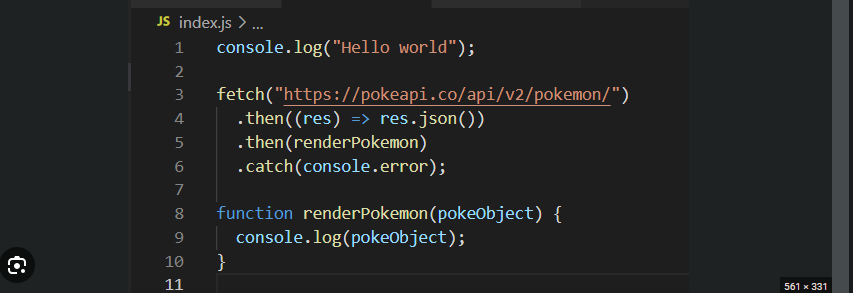 JS index.js > ...
1 console.log("Hello world");
2
3 fetch("https://pokeapi.co/api/v2/pokemon/")
4 .then((res) => res.json())
5 .then(renderPokemon)
6 .catch(console.error);
7
8 function renderPokemon(pokeObject) {
9 console.log(pokeObject);
10 }
11
561 × 331